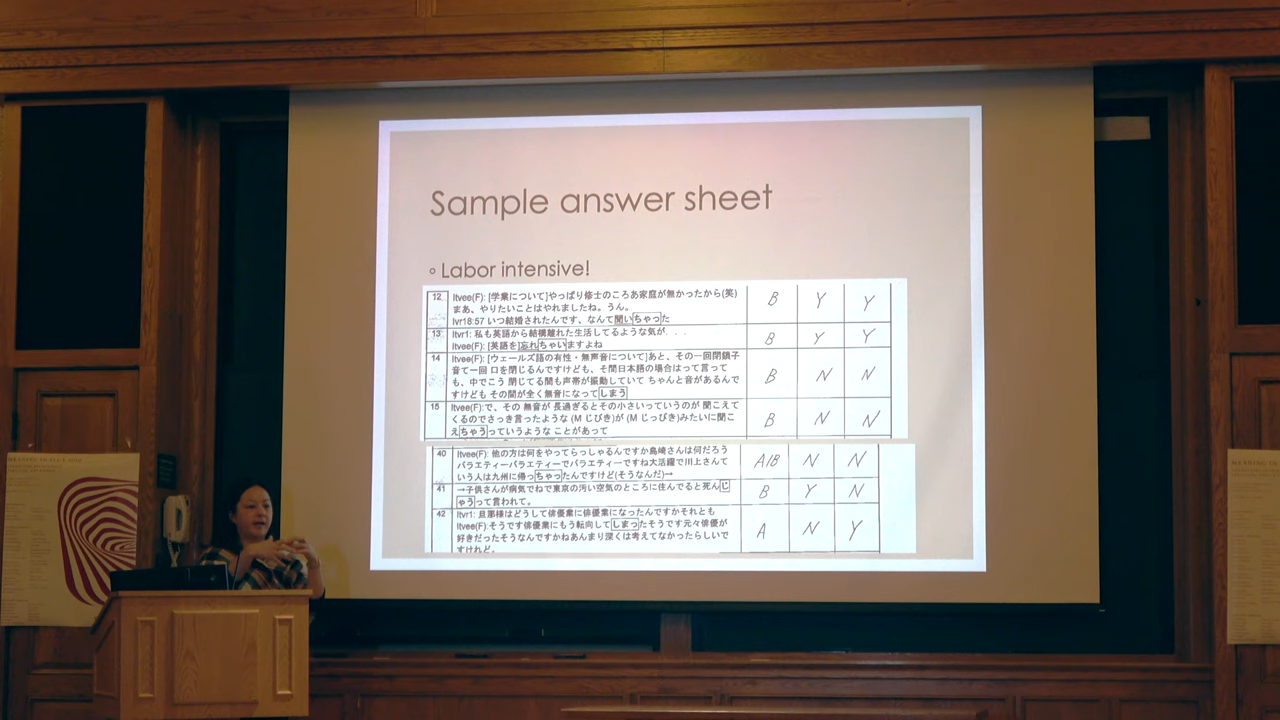 Sample answer sheet
Labor intensive!
12 Itvee(F): [学業について]やっぱり修士のころあ家庭が無かったから(笑) B Y Y
まあ、やりたいことはやれましたね。うん。
Ivr18:57 いつ結婚されたんです、なんて聞いちゃった
13 Itvr1: 私も英語から結構離れた生活してるような気が... B Y Y
Itvee(F): [英語を]忘れちゃいますよね
14 Itvee(F): [ウェールズ語の有性・無声音について]あと、その一回閉鎖子 B N N
音て一回 口を閉じるんですけども、そ間日本語の場合はって言って
も、中でこう 閉じてる間も声帯が振動していて ちゃんと音があるんで
すけども その間が全く無音になってしまう
15 Itvee(F):で、その 無音が 長過ぎるとその小さいっていうのが 聞こえて B N N
くるのでさっき言ったような (M じびき)が (M じっびき)みたいに聞こ
えちゃうっていうような ことがあって
40 Itvee(F): 他の方は何をやってらっしゃるんですか島崎さんは何だろう A/B N N
バラエティーバラエティーでバラエティーですね大活躍で川上さんて
いう人は九州に帰っちゃったんですけど(そうなんだ)→
41 →子供さんが病気でねで東京の汚い空気のところに住んでると死んじ B Y N
ゃうって言われて。
42 Itvr1: 旦那様はどうして俳優業に俳優業になったんですかそれとも A N Y
Itvee(F):そうです俳優業にもう転向してしまったそうです元々俳優が
好きだったそうなんですかねあんまり深くは考えてなかったらしいで
すけれど。